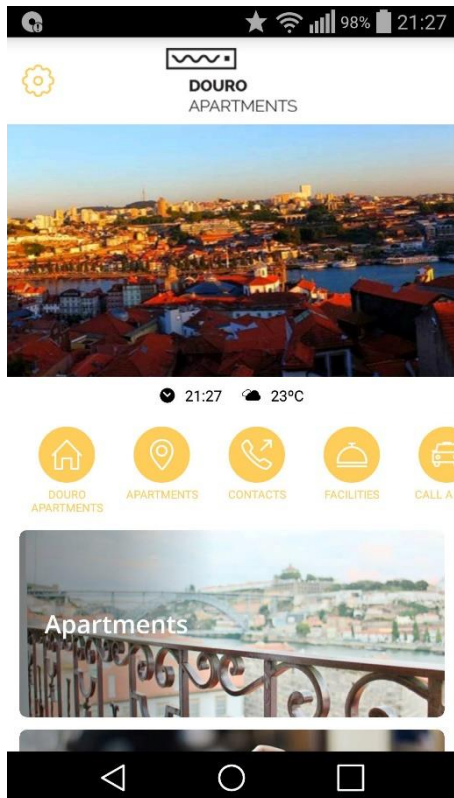 98% 21:27
DOURO
APARTMENTS
21:27 23ºC
DOURO
APARTMENTS
APARTMENTS
CONTACTS
FACILITIES
CALL A
Apartments